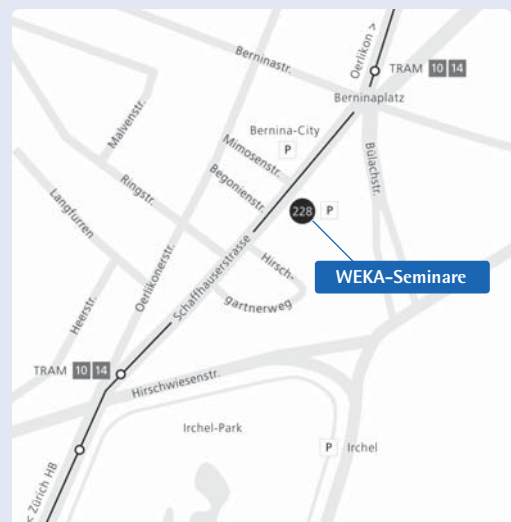 Oerlikon >
Berninastr.
TRAM 10 14
Berninaplatz
Malvenstr.
Bernina-City
P
Mimosenstr.
Bülachstr.
Begonienstr.
Ringstr.
Langfurren
228 P
Oerlikonerstr.
Schaffhauserstrasse
Hirsch-
gartnerweg
WEKA-Seminare
Heerstr.
TRAM 10 14
Hirschwiesenstr.
Irchel-Park
P Irchel
< Zürich HB